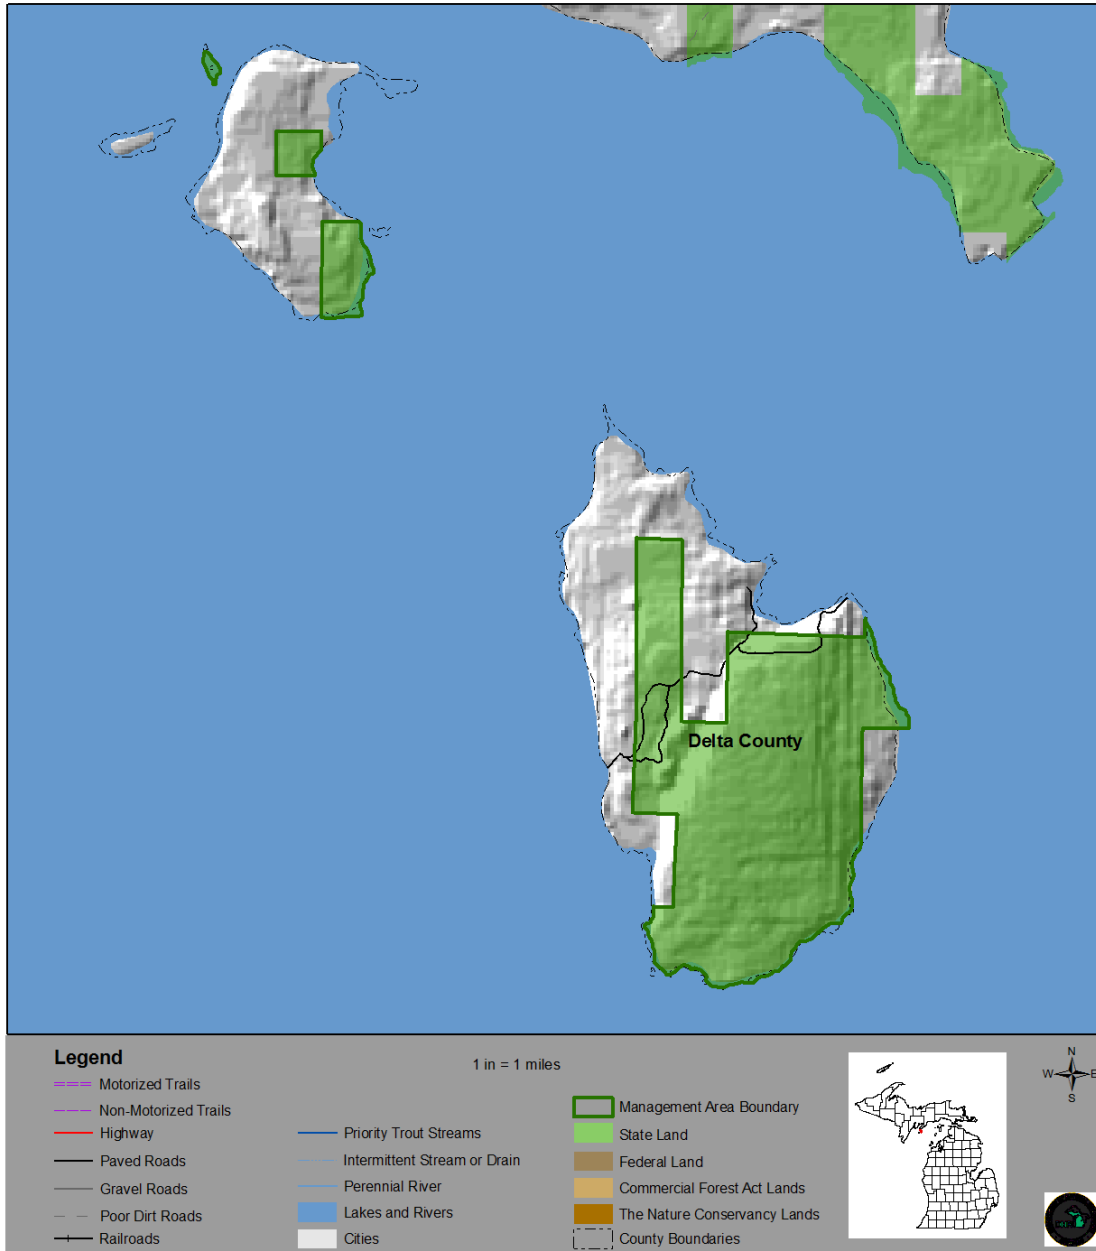 Delta County
Legend
Motorized Trails
Non-Motorized Trails
Highway
Paved Roads
Gravel Roads
Poor Dirt Roads
Railroads
1 in = 1 miles
Priority Trout Streams
Intermittent Stream or Drain
Perennial River
Lakes and Rivers
Cities
Management Area Boundary
State Land
Federal Land
Commercial Forest Act Lands
The Nature Conservancy Lands
County Boundaries
N
W E
S